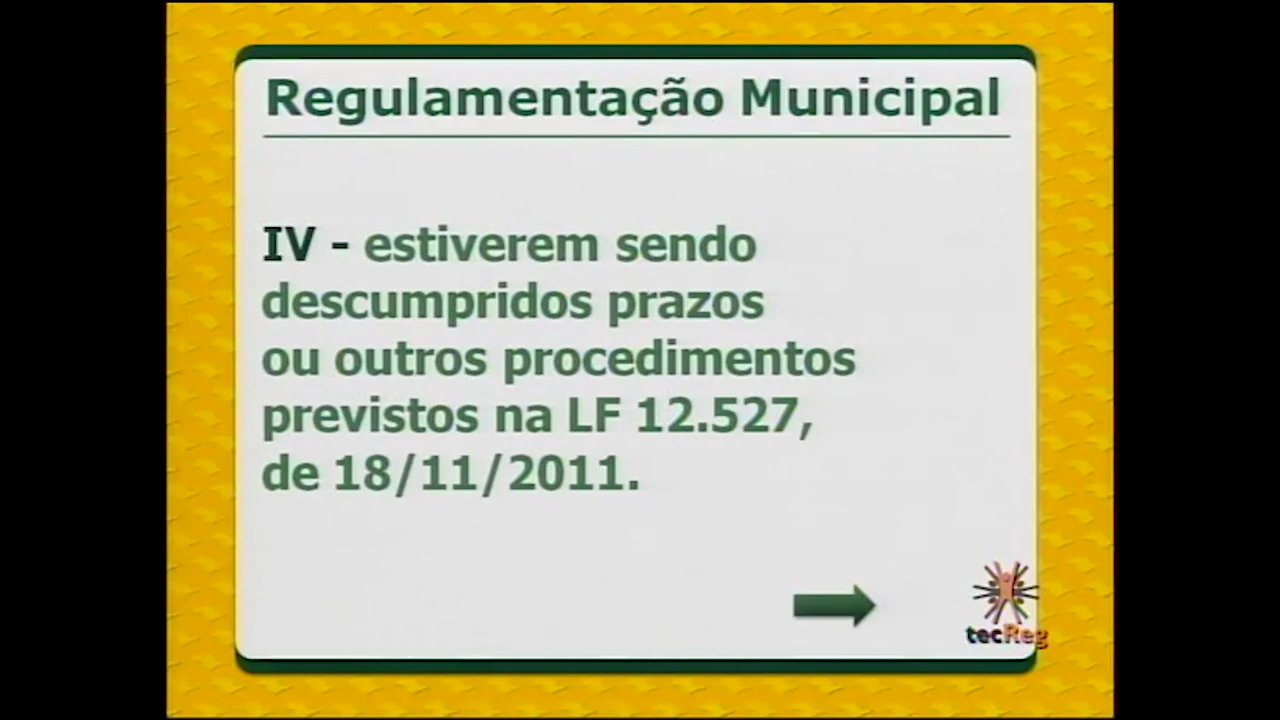 Regulamentação Municipal
IV - estiverem sendo
descumpridos prazos
ou outros procedimentos
previstos na LF 12.527,
de 18/11/2011.
tecReg